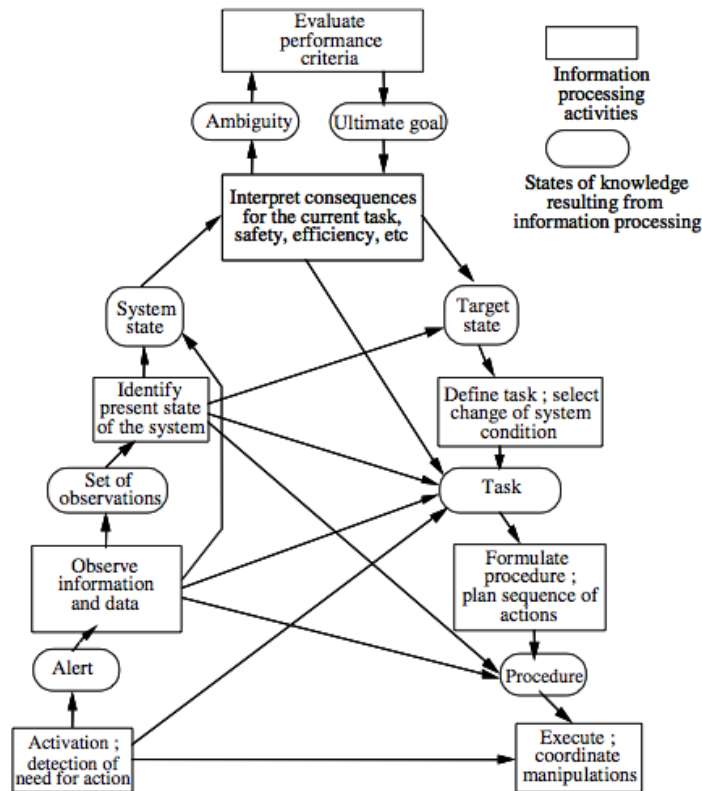 Evaluate
performance
criteria
Ambiguity
Ultimate goal
Interpret consequences
for the current task,
safety, efficiency, etc
Information
processing
activities
States of knowledge
resulting from
information processing
System
state
Target
state
Identify
present state
of the system
Define task ; select
change of system
condition
Set of
observations
Task
Observe
information
and data
Formulate
procedure ;
plan sequence of
actions
Alert
Procedure
Activation ;
detection of
need for action
Execute ;
coordinate
manipulations